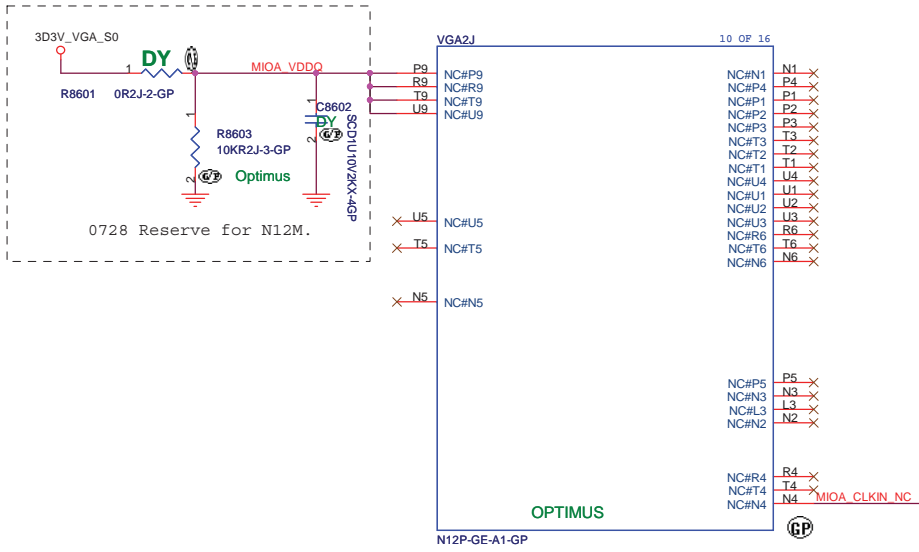 3D3V_VGA_S0
1
DY
R8601
0R2J-2-GP
MIOA_VDDQ
1
R8603
10KR2J-3-GP
2
G/P
Optimus
1
C8602
DY
2
G/P
SCD1U10V2KX-4GP
0728 Reserve for N12M.
VGA2J
10 OF 16
P9 NC#P9
R9 NC#R9
T9 NC#T9
U9 NC#U9
U5 NC#U5
T5 NC#T5
N5 NC#N5
NC#N1 N1
NC#P4 P4
NC#P1 P1
NC#P2 P2
NC#P3 P3
NC#T3 T3
NC#T2 T2
NC#T1 T1
NC#U4 U4
NC#U1 U1
NC#U2 U2
NC#U3 U3
NC#R6 R6
NC#T6 T6
NC#N6 N6
NC#P5 P5
NC#N3 N3
NC#L3 L3
NC#N2 N2
NC#R4 R4
NC#T4 T4
NC#N4 N4 MIOA_CLKIN_NC
OPTIMUS
GP
N12P-GE-A1-GP